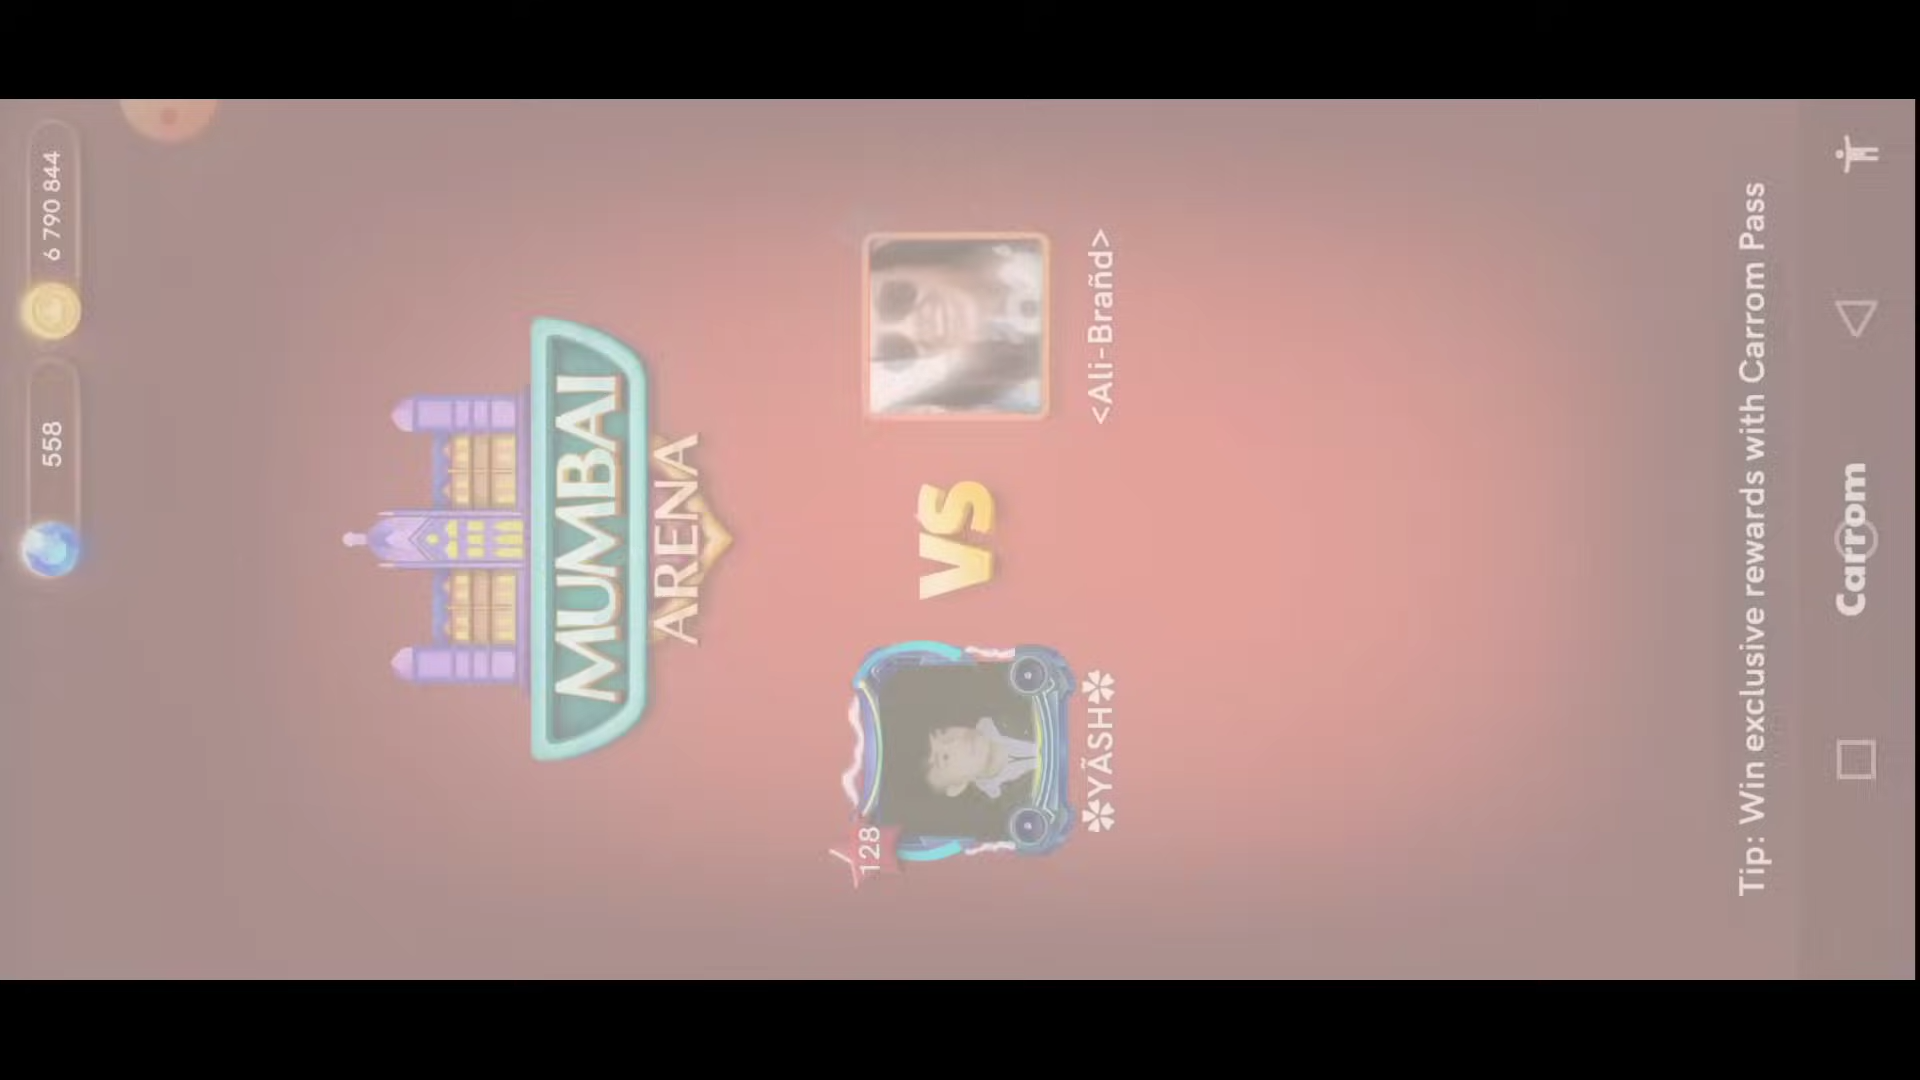 558
6 790 844
MUMBAI
ARENA
128
VS
✽YÃSH✽
<Ali-Brañd>
Tip: Win exclusive rewards with Carrom Pass
Carrom